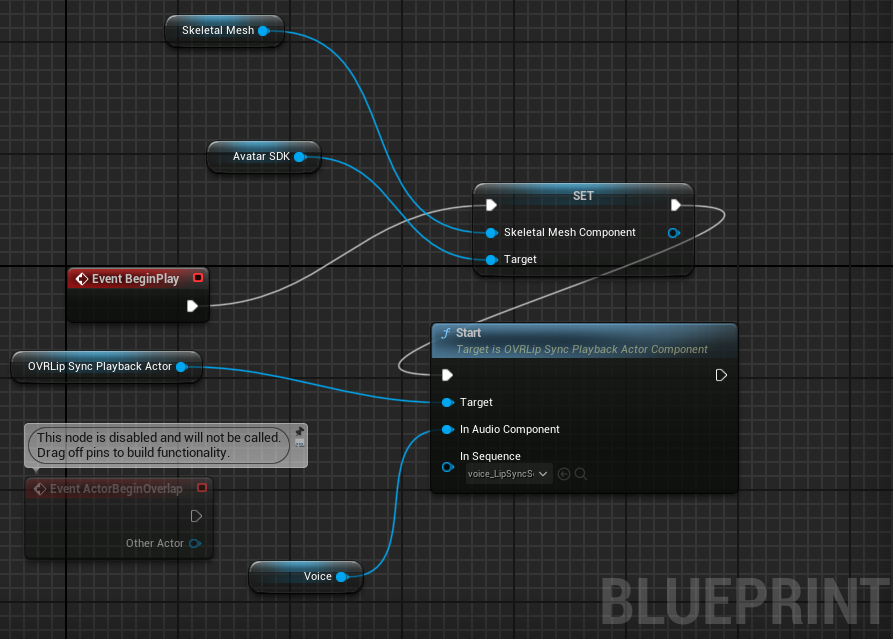 Skeletal Mesh
Avatar SDK
SET
Skeletal Mesh Component
Target
Event BeginPlay
f Start
Target is OVRLip Sync Playback Actor Component
OVRLip Sync Playback Actor
Target
In Audio Component
In Sequence
voice_LipSyncS
This node is disabled and will not be called.
Drag off pins to build functionality.
Event ActorBeginOverlap
Other Actor
Voice
BLUEPRINT